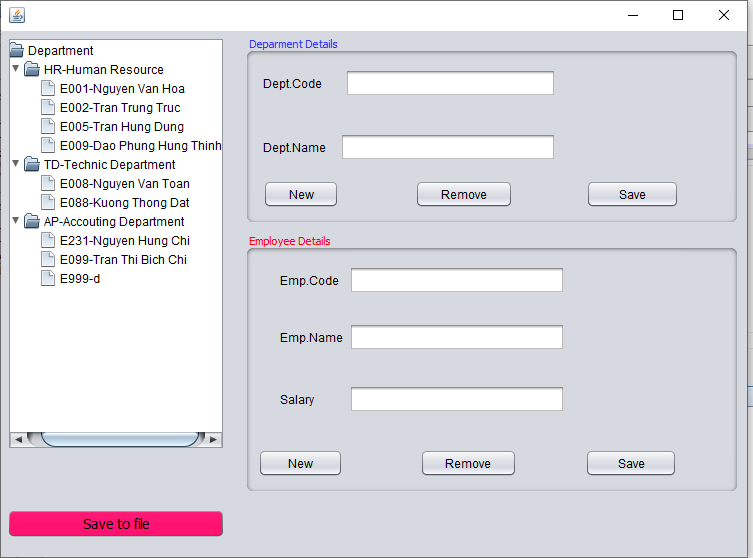 Department
HR-Human Resource
E001-Nguyen Van Hoa
E002-Tran Trung Truc
E005-Tran Hung Dung
E009-Dao Phung Hung Thinh
TD-Technic Department
E008-Nguyen Van Toan
E088-Kuong Thong Dat
AP-Accouting Department
E231-Nguyen Hung Chi
E099-Tran Thi Bich Chi
E999-d
Save to file
Deparment Details
Dept.Code
Dept.Name
New Remove Save
Employee Details
Emp.Code
Emp.Name
Salary
New Remove Save